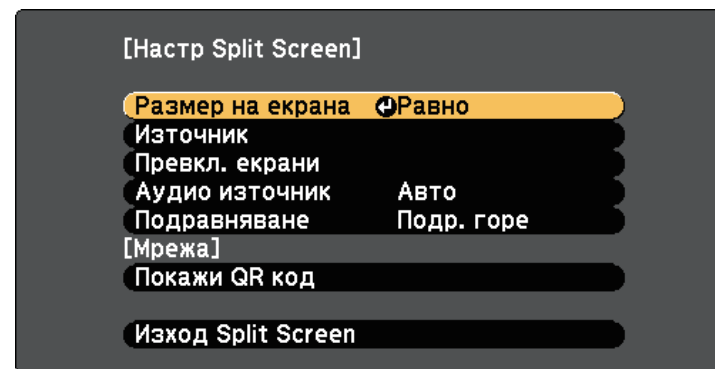 [Настр Split Screen]
Размер на екрана Равно
Източник
Превкл. екрани
Аудио източник Авто
Подравняване Подр. горе
[Мрежа]
Покажи QR код
Изход Split Screen